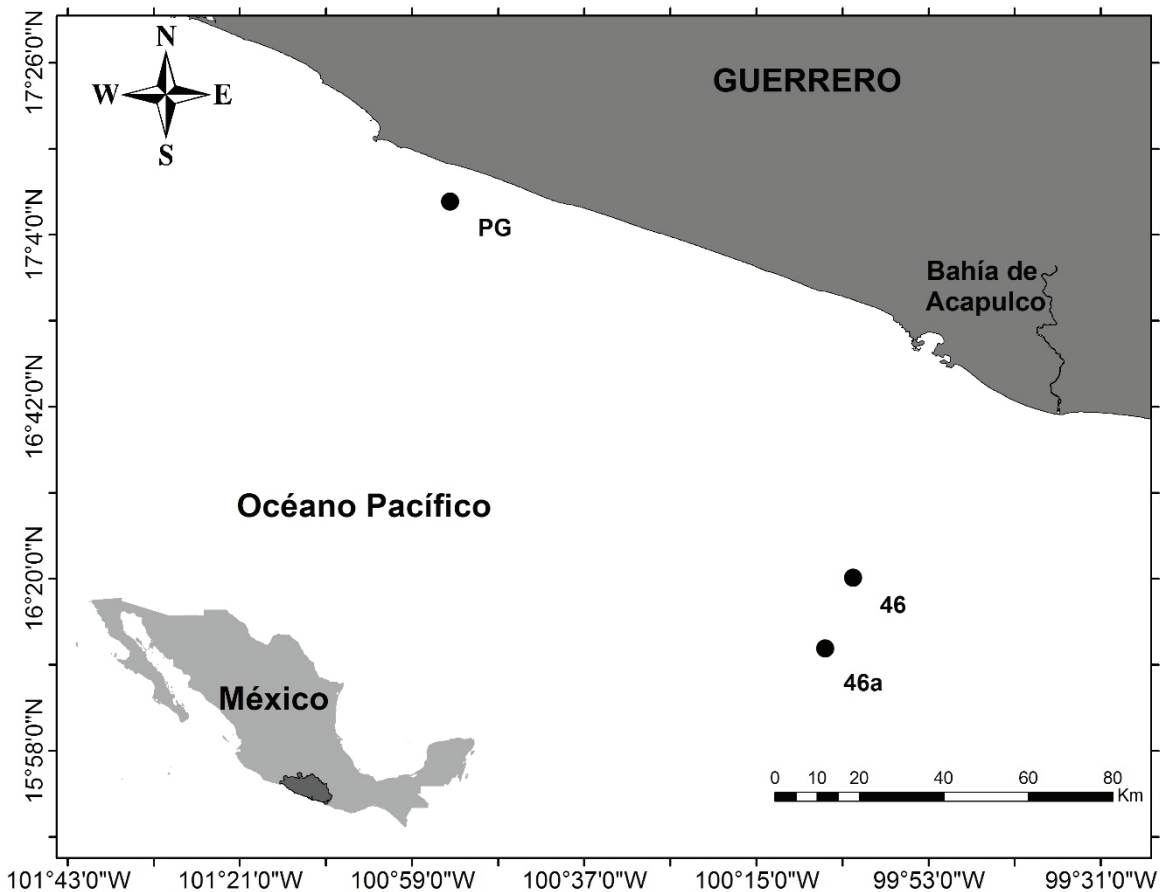 N
W E
S
GUERRERO
PG
Bahía de
Acapulco
Océano Pacífico
46
46a
México
0 10 20 40 60 80
Km
17°26'0"N
17°4'0"N
16°42'0"N
16°20'0"N
15°58'0"N
101°43'0"W 101°21'0"W 100°59'0"W 100°37'0"W 100°15'0"W 99°53'0"W 99°31'0"W